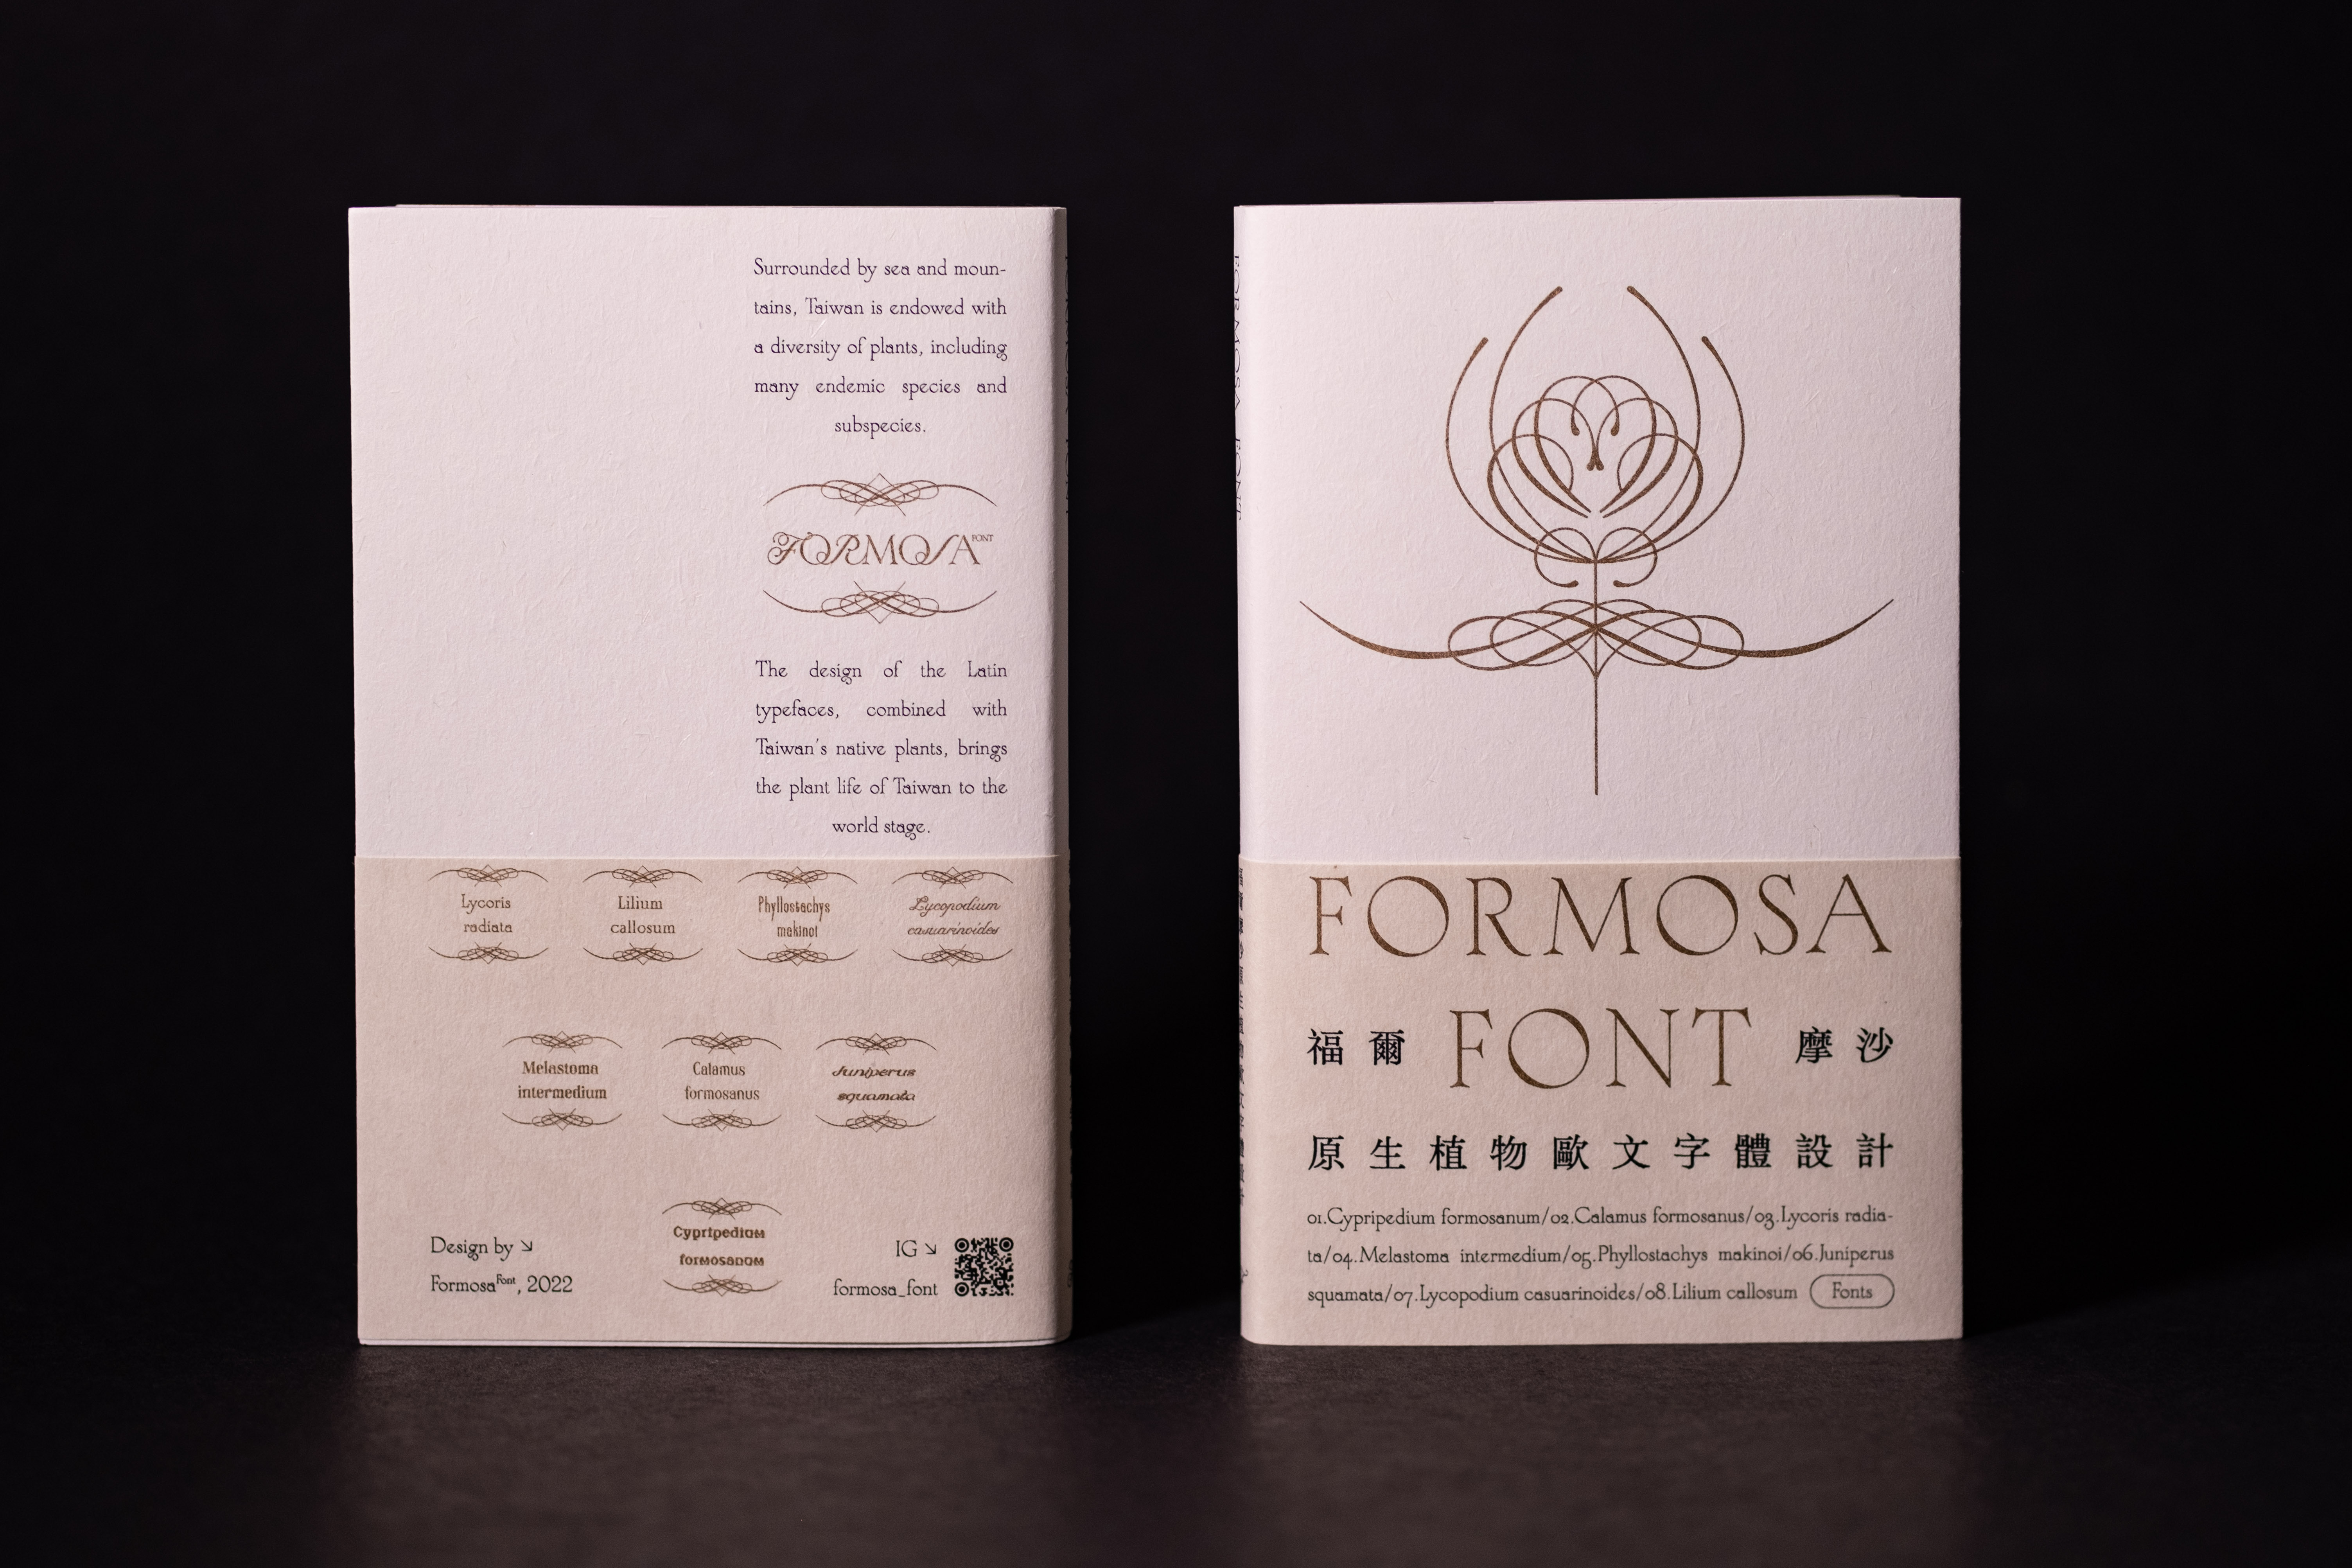 Surrounded by sea and moun-
tains, Taiwan is endowed with
a diversity of plants, including
many endemic species and
subspecies.
FORMOSA FONT
The design of the Latin
typefaces, combined with
Taiwan's native plants, brings
the plant life of Taiwan to the
world stage.
Lycoris
radiata
Lilium
callosum
Phyllostachys
makinoi
Lycopodium
casuarinoides
Melastoma
intermedium
Calamus
formosanus
Juniperus
squamata
Cypripedium
formosanum
Design by ↘
Formosa Font, 2022
IG ↘
formosa_font
FORMOSA
福爾 FONT 摩沙
原生植物歐文字體設計
01.Cypripedium formosanum/02.Calamus formosanus/03.Lycoris radia-
ta/04.Melastoma intermedium/05.Phyllostachys makinoi/06.Juniperus
squamata/07.Lycopodium casuarinoides/08.Lilium callosum Fonts